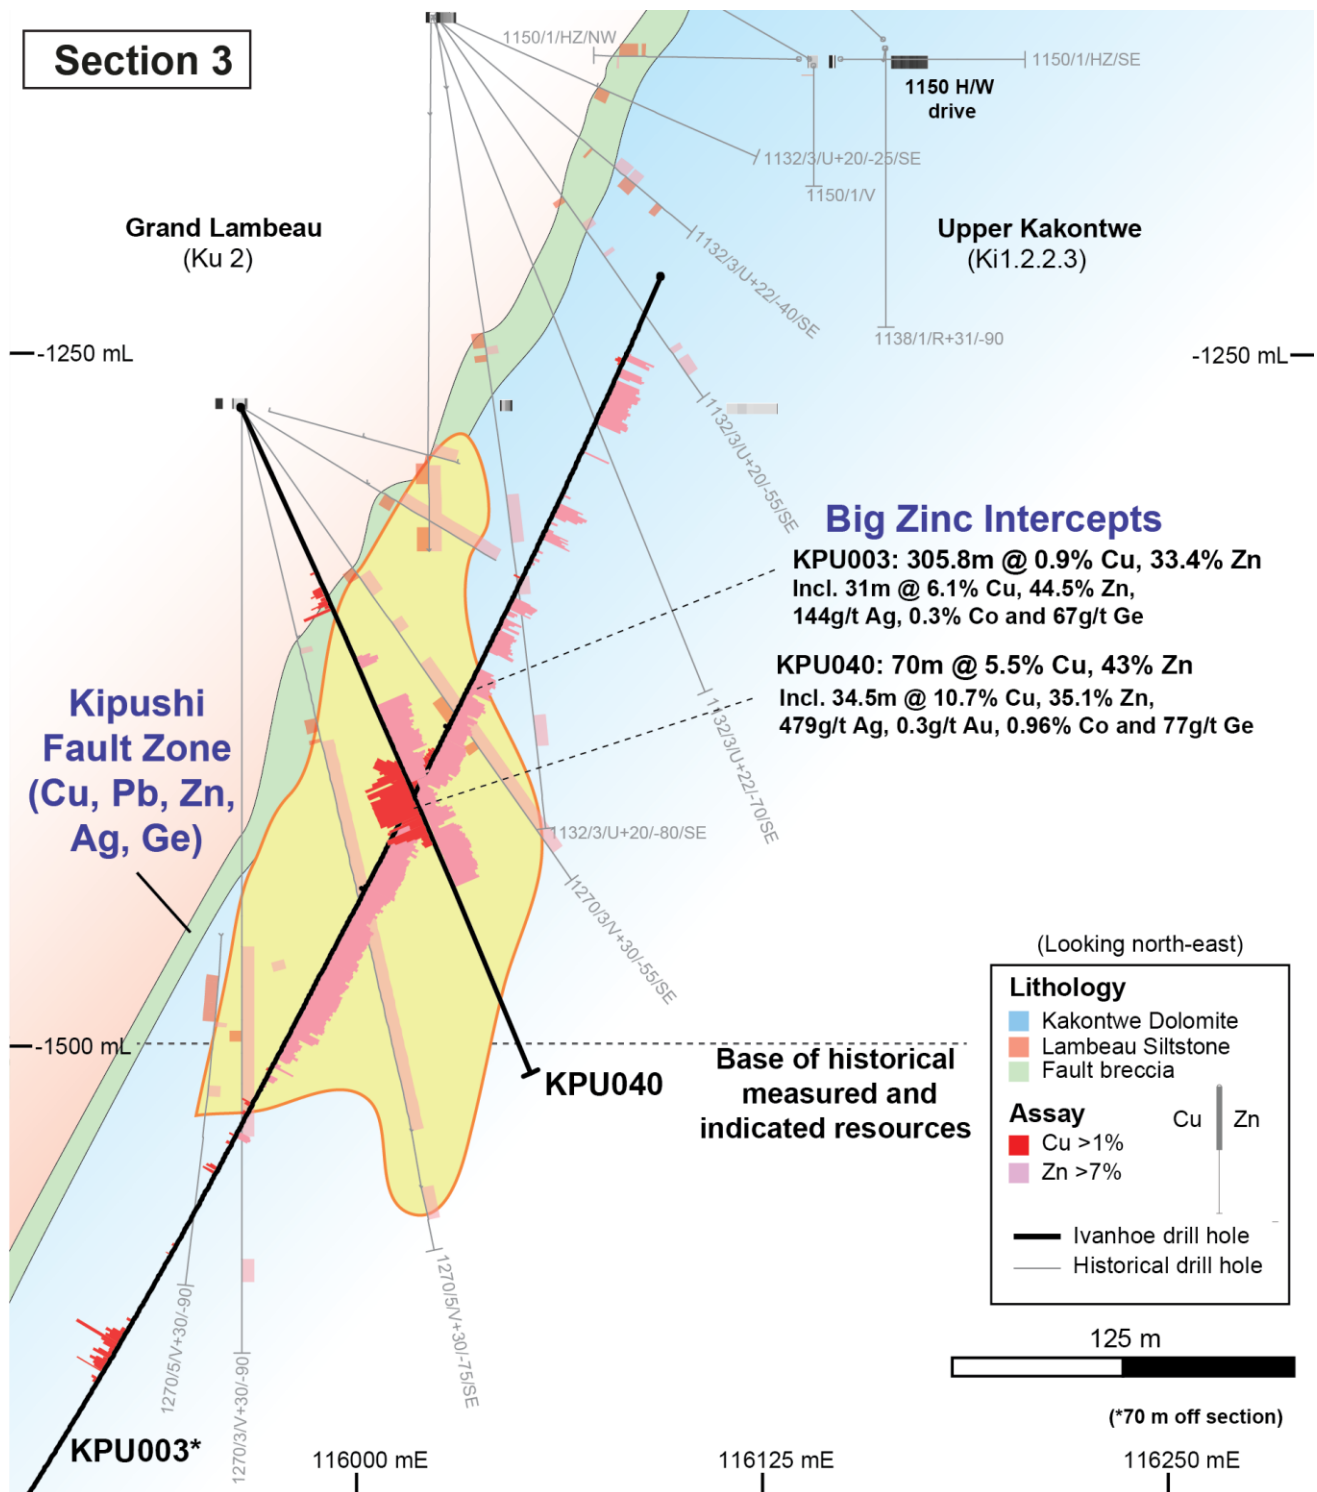 Section 3
1150/1/HZ/NW
1150/1/HZ/SE
1150 H/W
drive
1132/3/U+20/-25/SE
1150/1/V
Grand Lambeau
(Ku 2)
Upper Kakontwe
(Ki1.2.2.3)
1132/3/U+22/-40/SE
1138/1/R+31/-90
-1250 mL
-1250 mL
1132/3/U+20/-55/SE
Big Zinc Intercepts
KPU003: 305.8m @ 0.9% Cu, 33.4% Zn
Incl. 31m @ 6.1% Cu, 44.5% Zn,
144g/t Ag, 0.3% Co and 67g/t Ge
KPU040: 70m @ 5.5% Cu, 43% Zn
Incl. 34.5m @ 10.7% Cu, 35.1% Zn,
479g/t Ag, 0.3g/t Au, 0.96% Co and 77g/t Ge
Kipushi
Fault Zone
(Cu, Pb, Zn,
Ag, Ge)
1132/3/U+22/-70/SE
1132/3/U+20/-80/SE
1270/3/V+30/-55/SE
(Looking north-east)
Lithology
Kakontwe Dolomite
Lambeau Siltstone
Fault breccia
Assay
Cu >1%
Zn >7%
Cu Zn
Ivanhoe drill hole
Historical drill hole
-1500 mL
Base of historical
measured and
indicated resources
KPU040
1270/5/V+30/-90
1270/3/V+30/-90
1270/5/V+30/-75/SE
125 m
(*70 m off section)
KPU003*
116000 mE
116125 mE
116250 mE